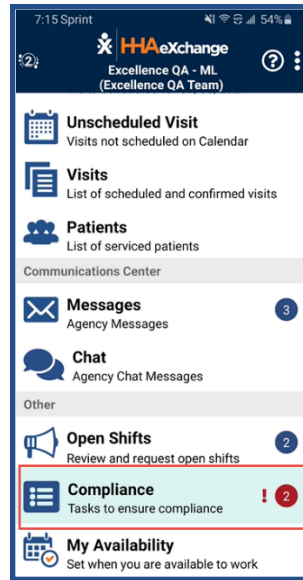 7:15 Sprint 54%
HHAeXchange
2
Excellence QA - ML
(Excellence QA Team)
?
Unscheduled Visit
Visits not scheduled on Calendar
Visits
List of scheduled and confirmed visits
Patients
List of serviced patients
Communications Center
Messages
3
Agency Messages
Chat
Agency Chat Messages
Other
Open Shifts
2
Review and request open shifts
Compliance
! 2
Tasks to ensure compliance
My Availability
Set when you are available to work